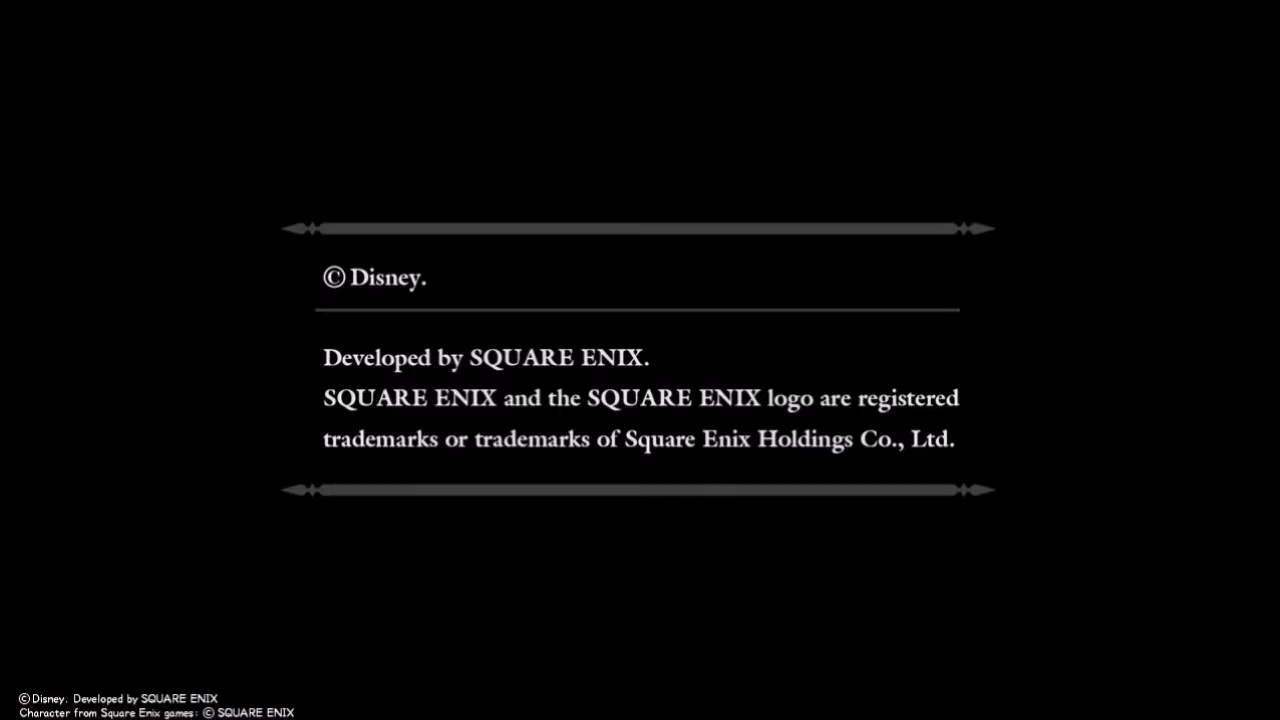 © Disney.
Developed by SQUARE ENIX.
SQUARE ENIX and the SQUARE ENIX logo are registered
trademarks or trademarks of Square Enix Holdings Co., Ltd.
© Disney. Developed by SQUARE ENIX
Character from Square Enix games: © SQUARE ENIX